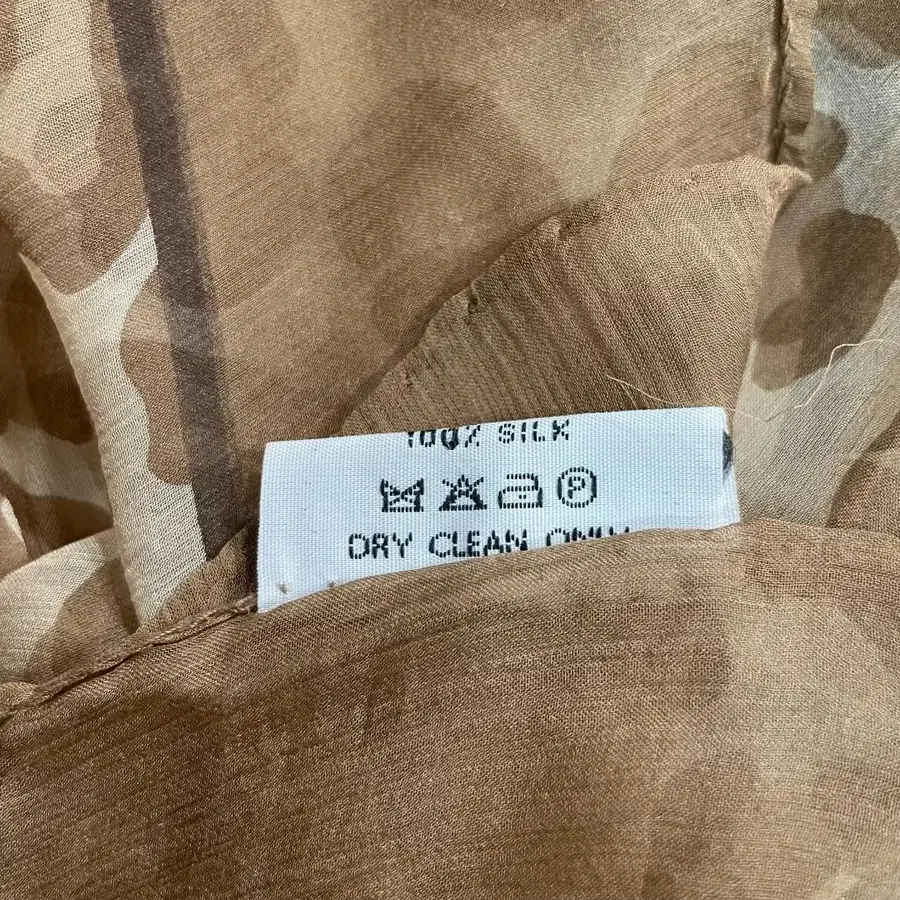 100% SILK
Ⓟ
DRY CLEAN ONLY